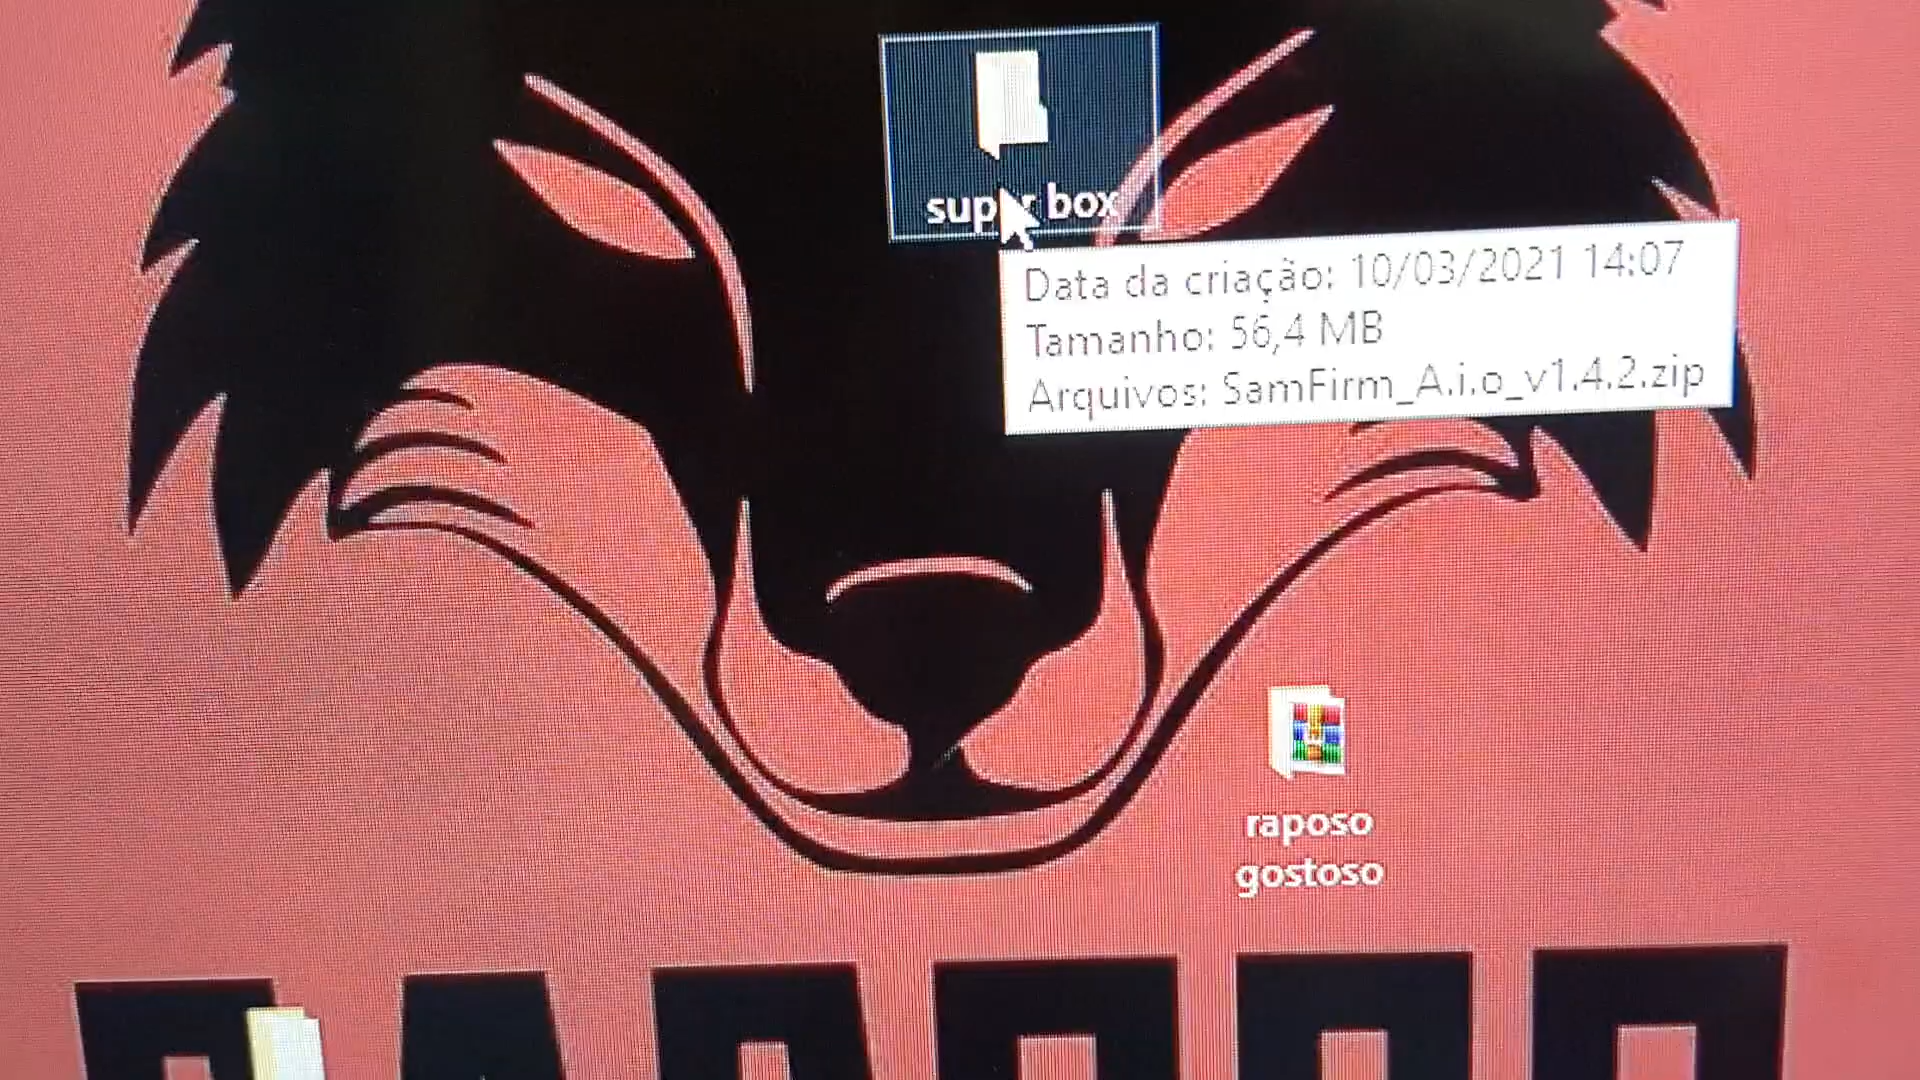 super box
Data da criação: 10/03/2021 14:07
Tamanho: 56,4 MB
Arquivos: SamFirm_A.i.o_v1.4.2.zip
raposo
gostoso